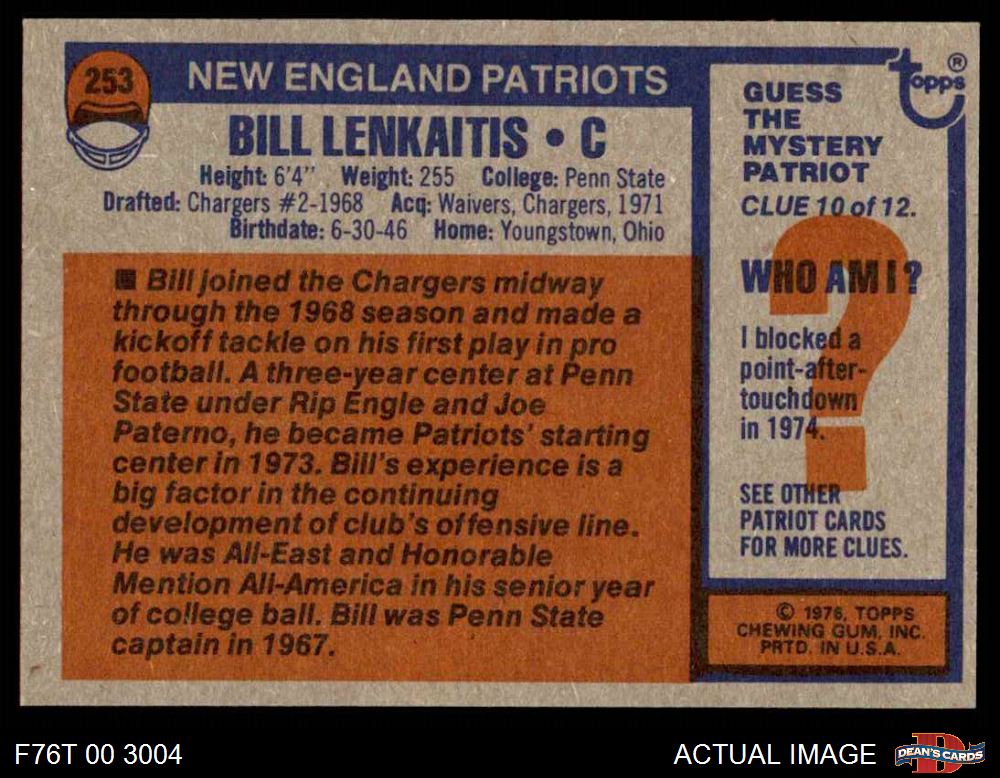 253
NEW ENGLAND PATRIOTS
BILL LENKAITIS • C
Height: 6'4" Weight: 255 College: Penn State
Drafted: Chargers #2-1968 Acq: Waivers, Chargers, 1971
Birthdate: 6-30-46 Home: Youngstown, Ohio
■ Bill joined the Chargers midway
through the 1968 season and made a
kickoff tackle on his first play in pro
football. A three-year center at Penn
State under Rip Engle and Joe
Paterno, he became Patriots' starting
center in 1973. Bill's experience is a
big factor in the continuing
development of club's offensive line.
He was All-East and Honorable
Mention All-America in his senior year
of college ball. Bill was Penn State
captain in 1967.
topps®
GUESS
THE
MYSTERY
PATRIOT
CLUE 10 of 12.
?
WHO AM I?
I blocked a
point-after-
touchdown
in 1974.
SEE OTHER
PATRIOT CARDS
FOR MORE CLUES.
© 1976, TOPPS
CHEWING GUM, INC.
PRTD. IN U.S.A.
F76T 00 3004
ACTUAL IMAGE
D
DEAN'S CARDS